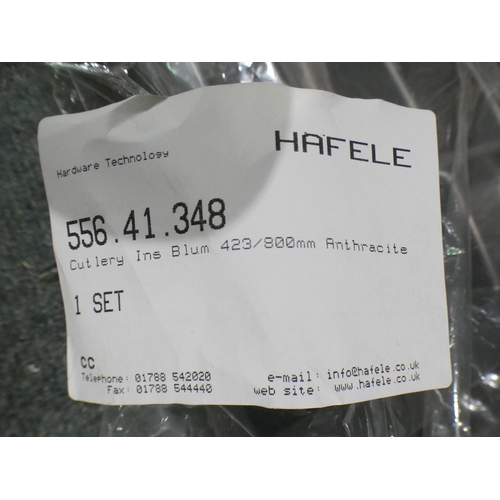 HAFELE
Hardware Technology
556.41.348
Cutlery Ins Blum 423/800mm Anthracite
1 SET
CC
Telephone: 01788 542020
Fax: 01788 544440
e-mail: info@hafele.co.uk
web site: www.hafele.co.uk